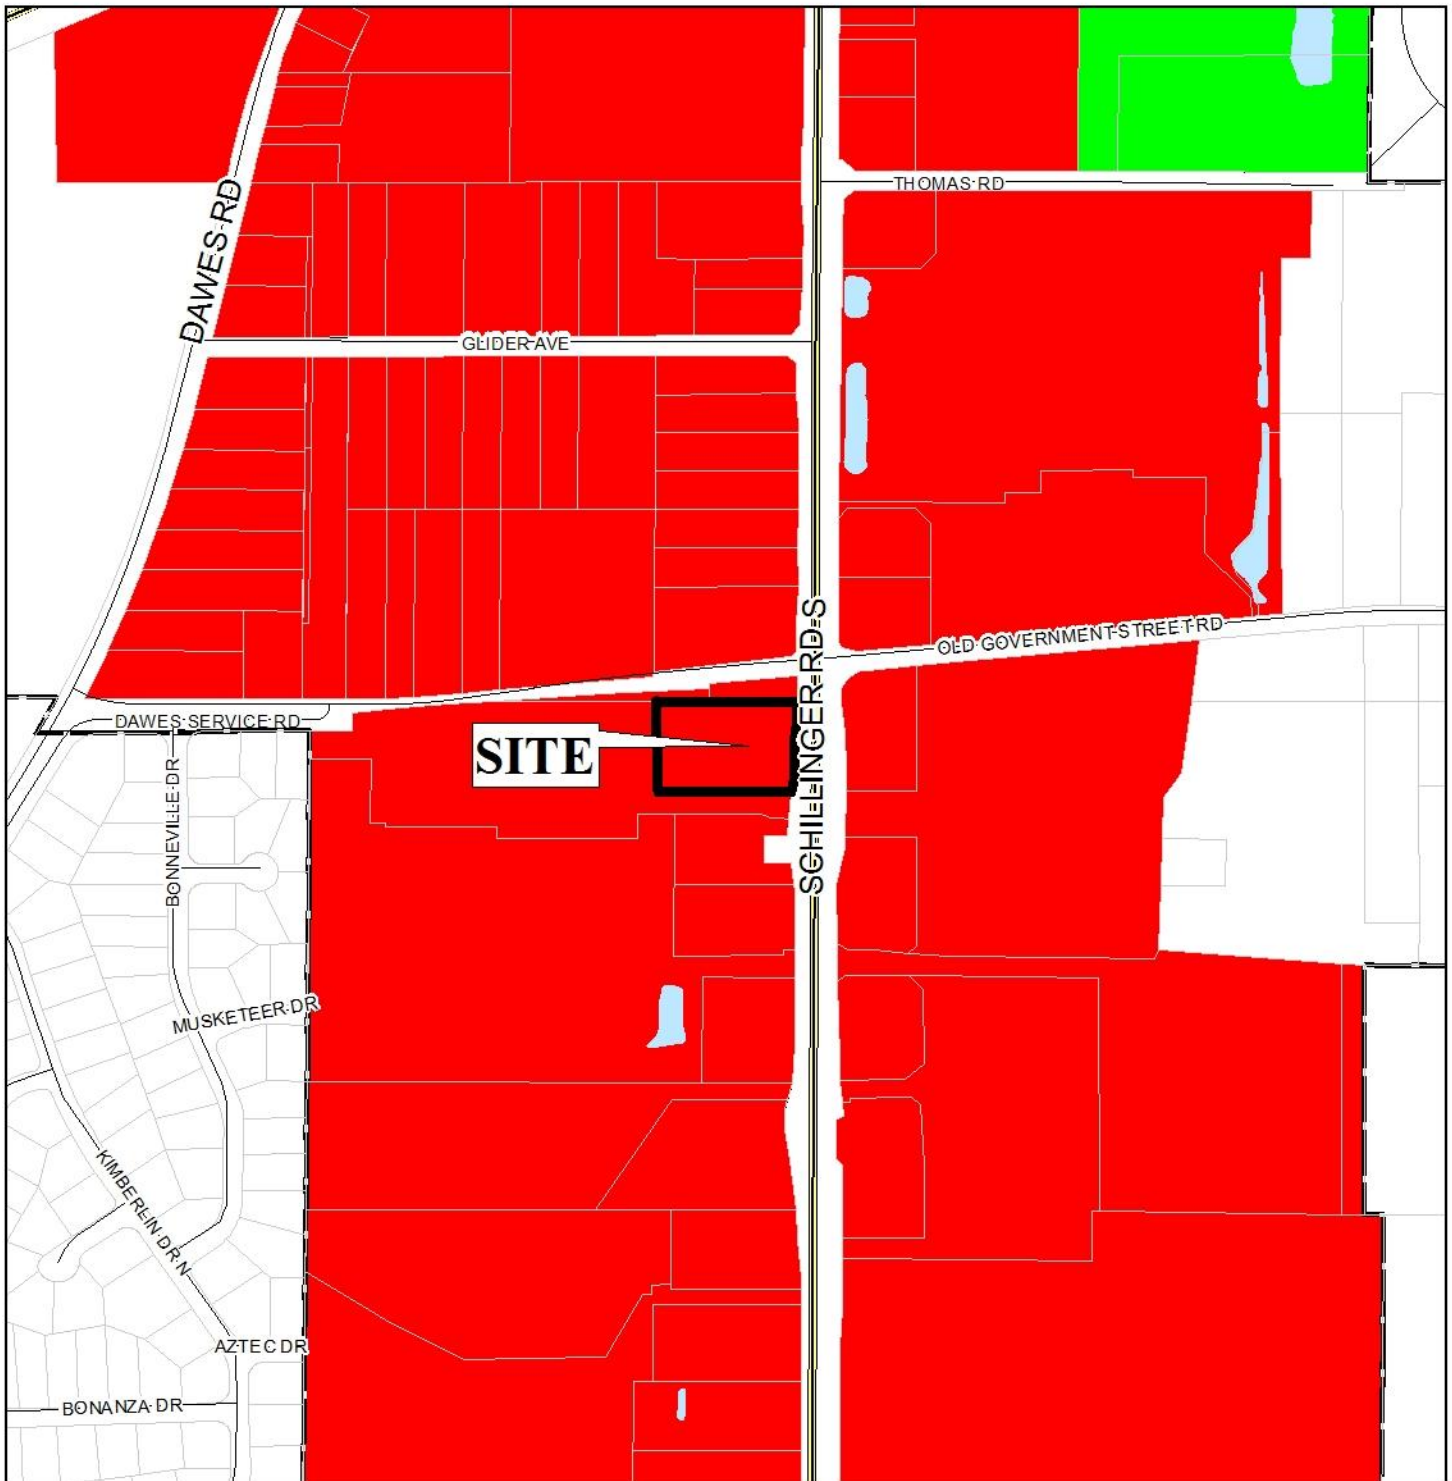 THOMAS RD
DAWES RD
GLIDER AVE
SCHILLINGER RD S
OLD GOVERNMENT STREET RD
DAWES SERVICE RD
SITE
BONNEVILLE DR
MUSKETEER DR
KIMBERLIN DR N
AZTEC DR
BONANZA DR